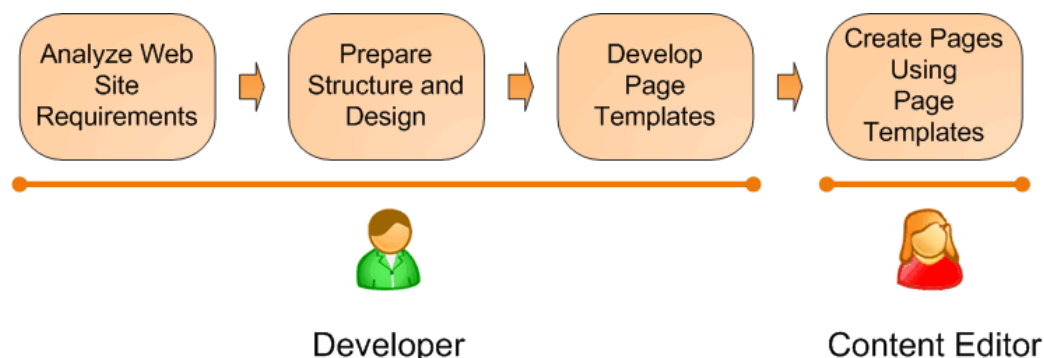 Analyze Web
Site
Requirements
Prepare
Structure and
Design
Develop
Page
Templates
Create Pages
Using
Page
Templates
Developer
Content Editor